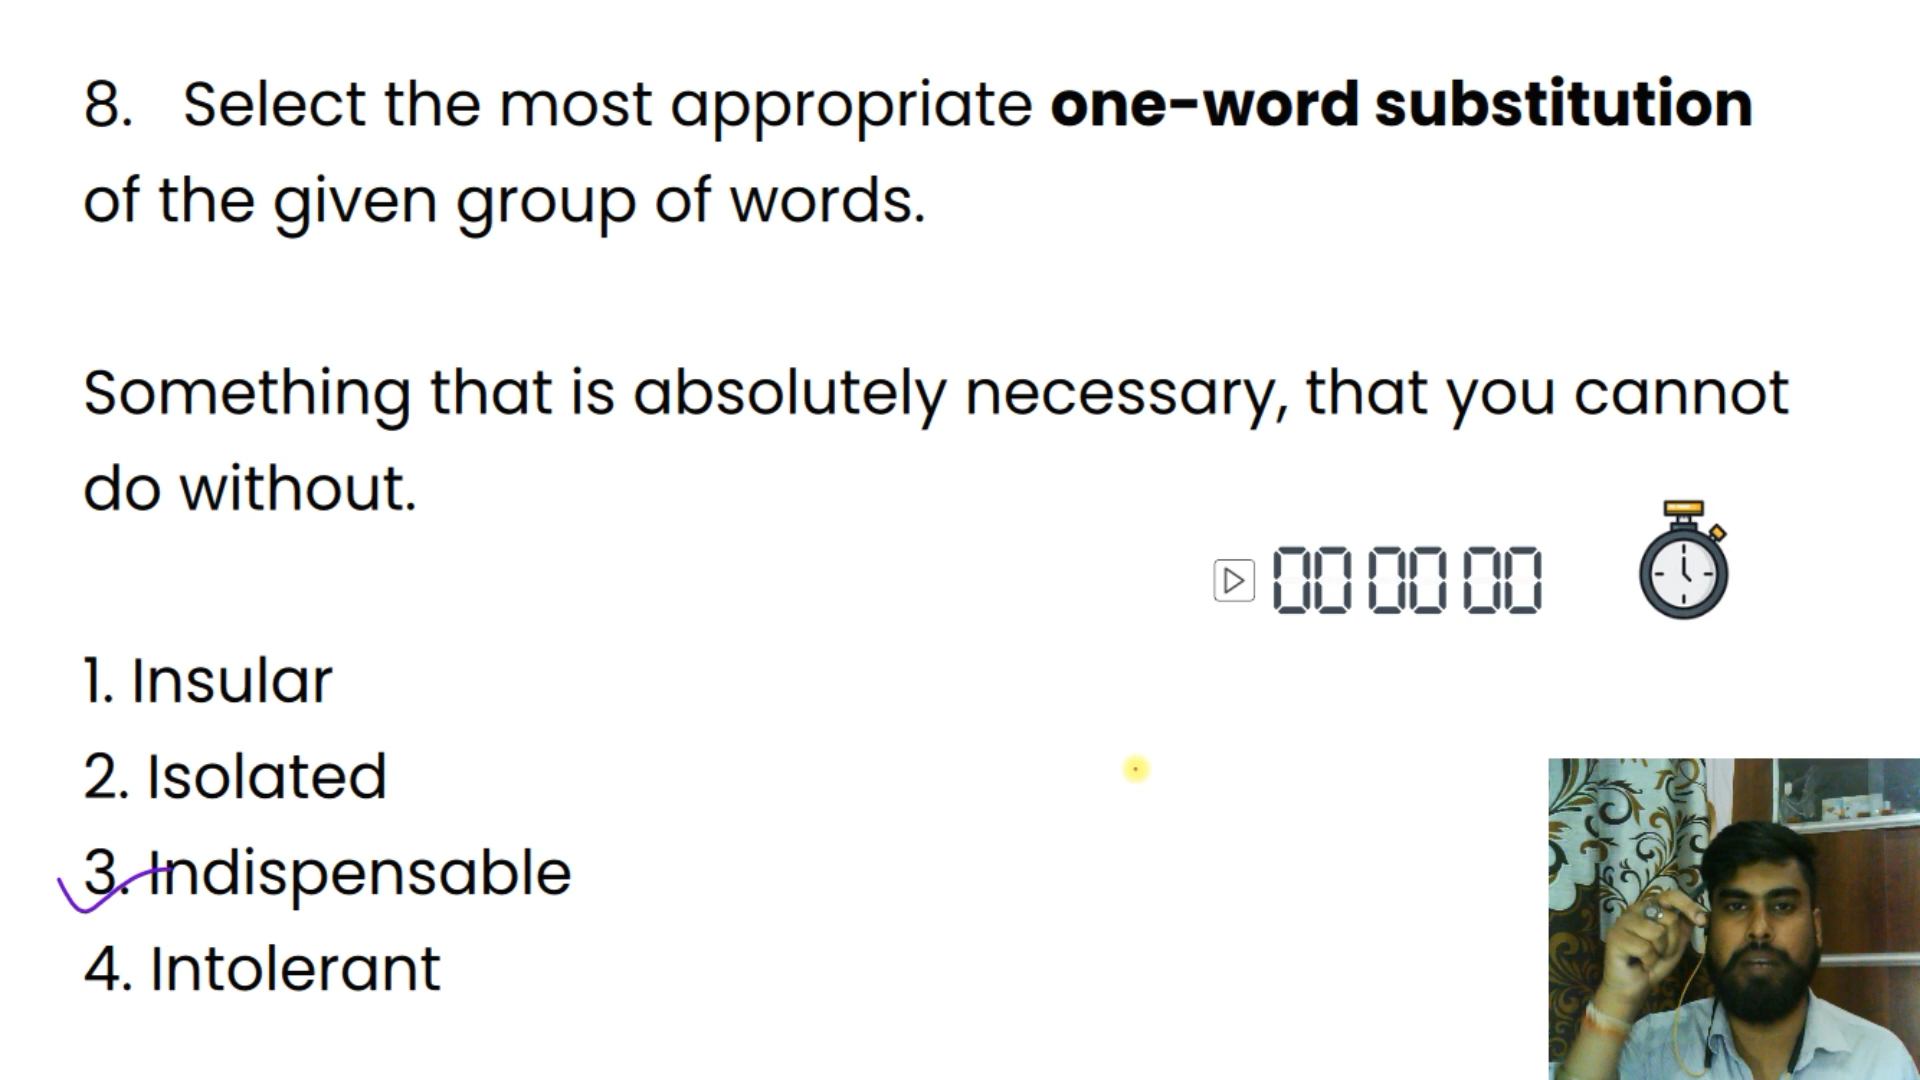 8. Select the most appropriate one-word substitution
of the given group of words.
Something that is absolutely necessary, that you cannot
do without.
00 00 00
1. Insular
2. Isolated
3. Indispensable
4. Intolerant